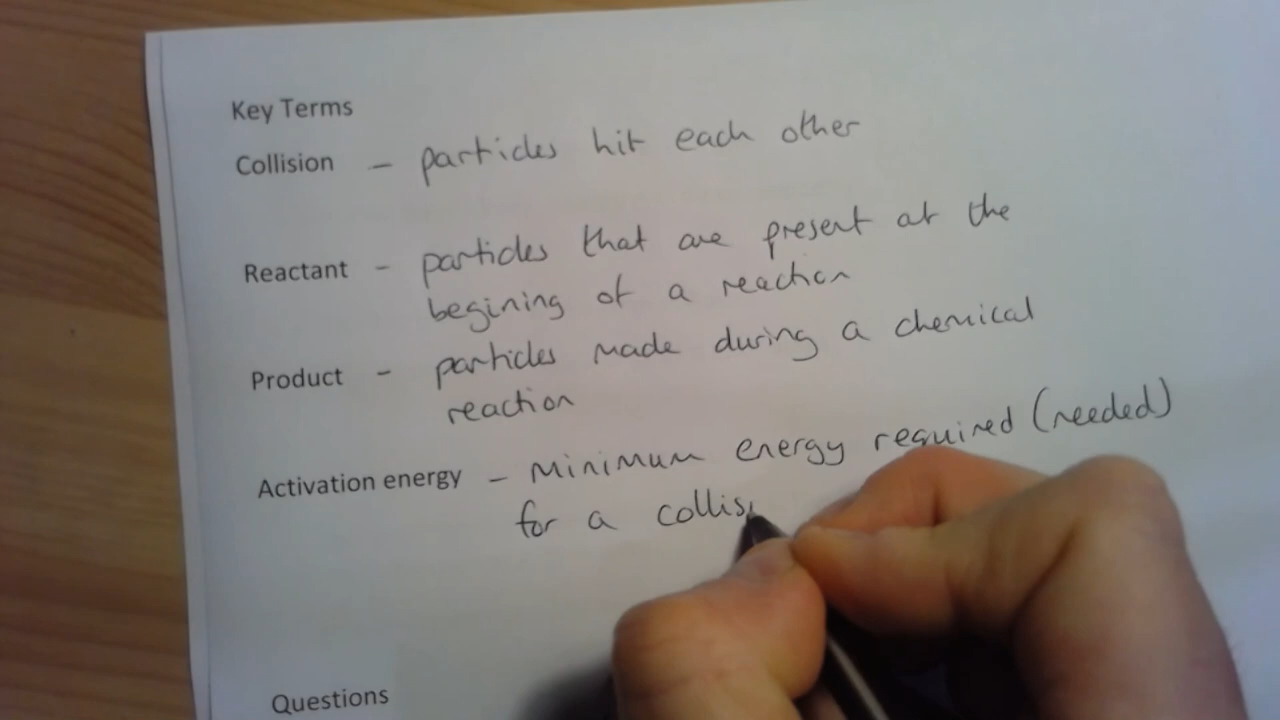 Key Terms
Collision – particles hit each other
Reactant – particles that are present at the
begining of a reaction
Product – particles made during a chemical
reaction
Activation energy – minimum energy required (needed)
for a collis
Questions